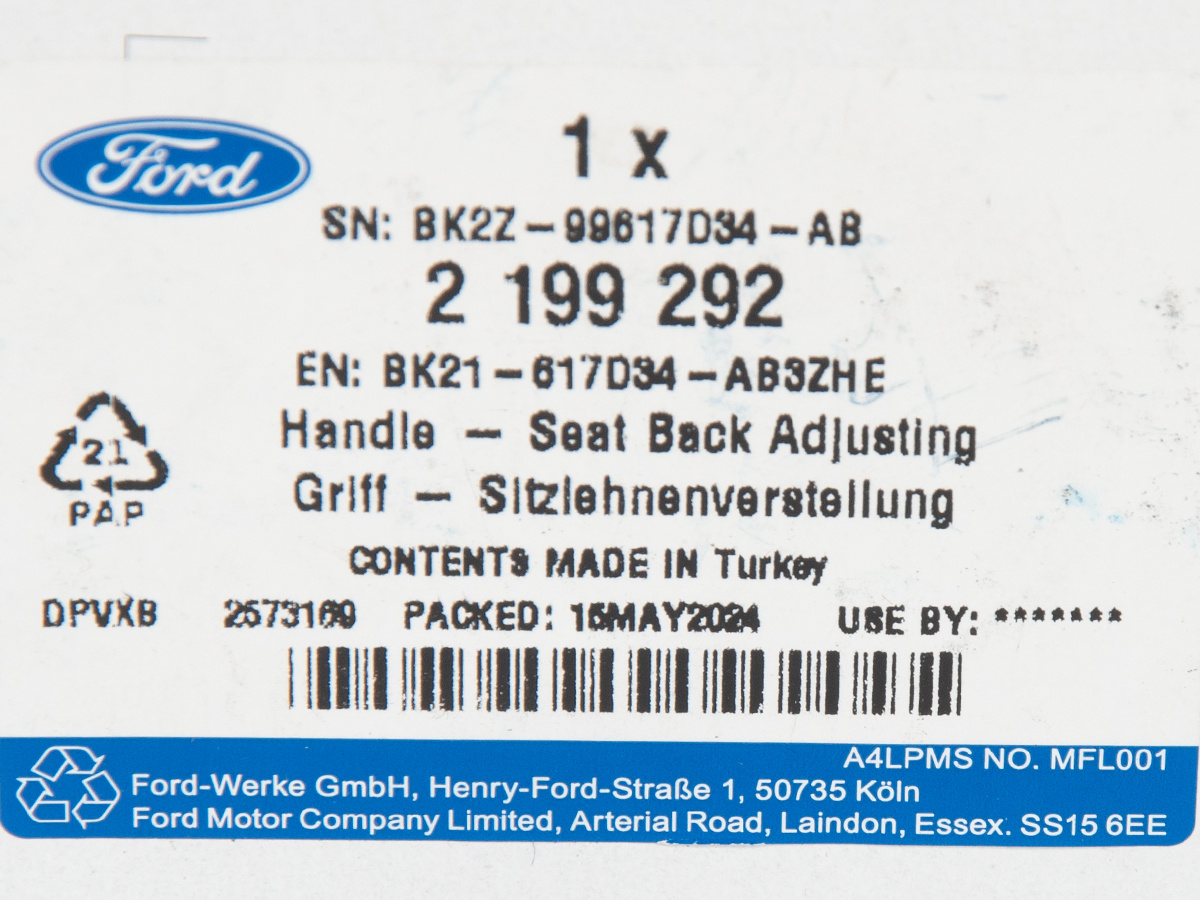 Ford
1 x
SN: BK2Z-99617D34-AB
2 199 292
EN: BK21-617D34-AB3ZHE
Handle - Seat Back Adjusting
Griff - Sitzlehnenverstellung
21
PAP
CONTENTS MADE IN Turkey
DPVXB 2573169 PACKED: 15MAY2024 USE BY: *******
A4LPMS NO. MFL001
Ford-Werke GmbH, Henry-Ford-Straße 1, 50735 Köln
Ford Motor Company Limited, Arterial Road, Laindon, Essex. SS15 6EE